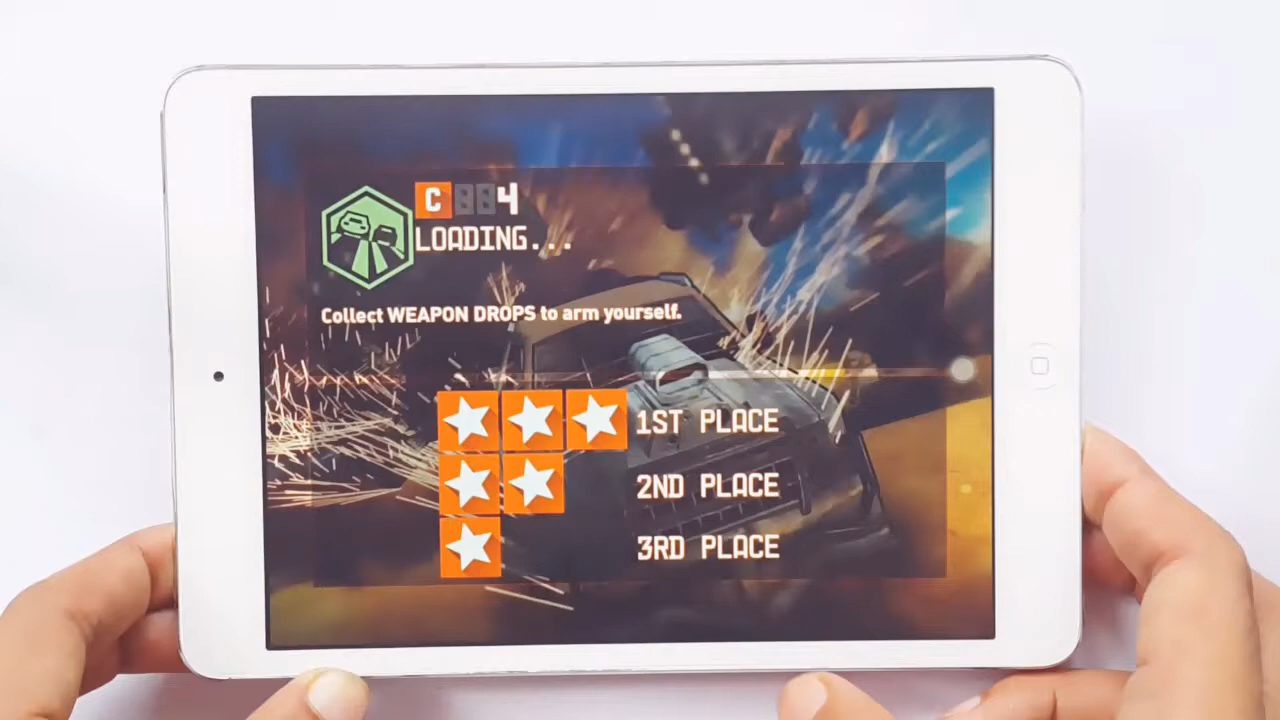 C 4
LOADING...
Collect WEAPON DROPS to arm yourself.
1ST PLACE
2ND PLACE
3RD PLACE